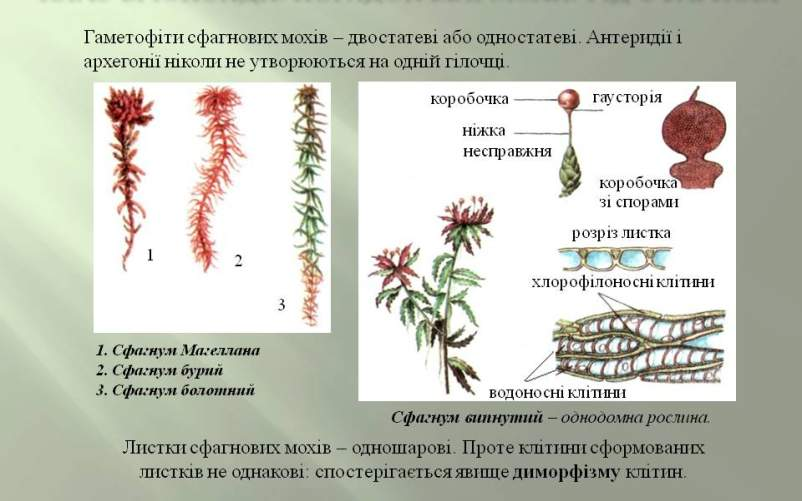 Гаметофіти сфагнових мохів – двостатеві або одностатеві. Антеридії і
архегонії ніколи не утворюються на одній гілочці.
коробочка
гаусторія
ніжка
несправжня
коробочка
зі спорами
розріз листка
хлорофілоносні клітини
водоносні клітини
1
2
3
1. Сфагнум Магеллана
2. Сфагнум бурий
3. Сфагнум болотний
Сфагнум випнутий – однодомна рослина.
Листки сфагнових мохів – одношарові. Проте клітини сформованих
листків не однакові: спостерігається явище диморфізму клітин.